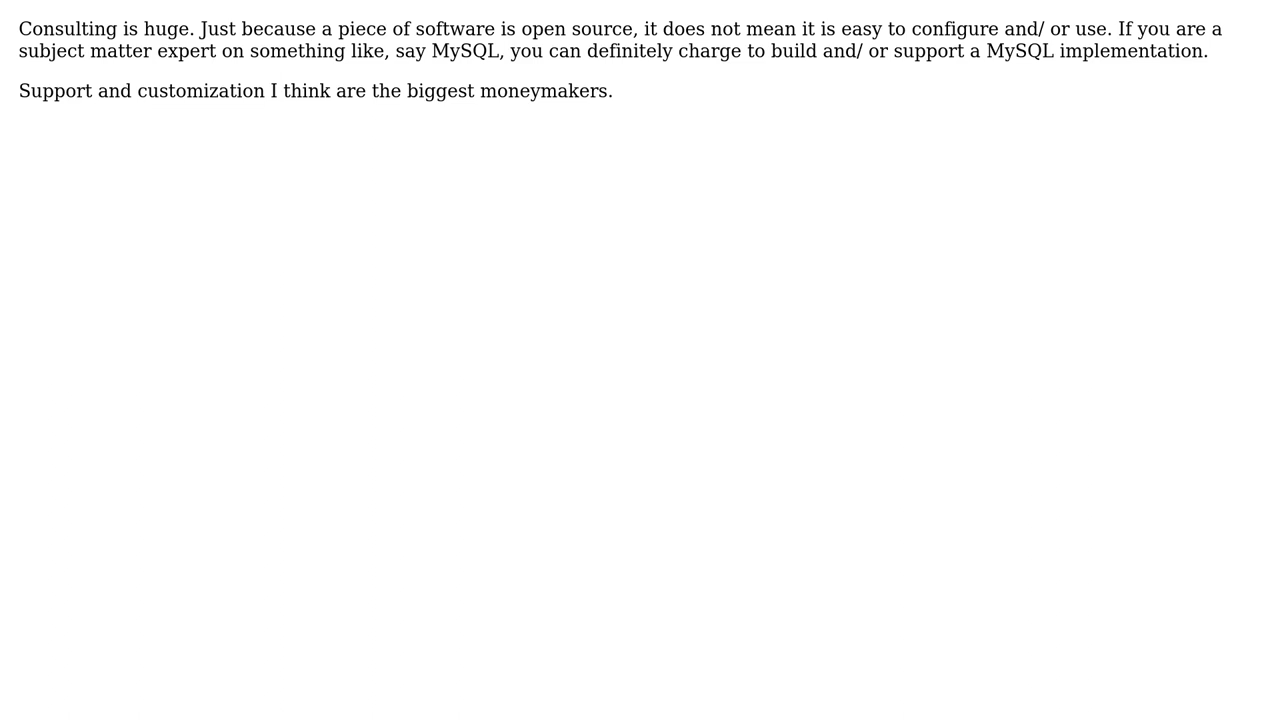 Consulting is huge. Just because a piece of software is open source, it does not mean it is easy to configure and/ or use. If you are a
subject matter expert on something like, say MySQL, you can definitely charge to build and/ or support a MySQL implementation.
Support and customization I think are the biggest moneymakers.